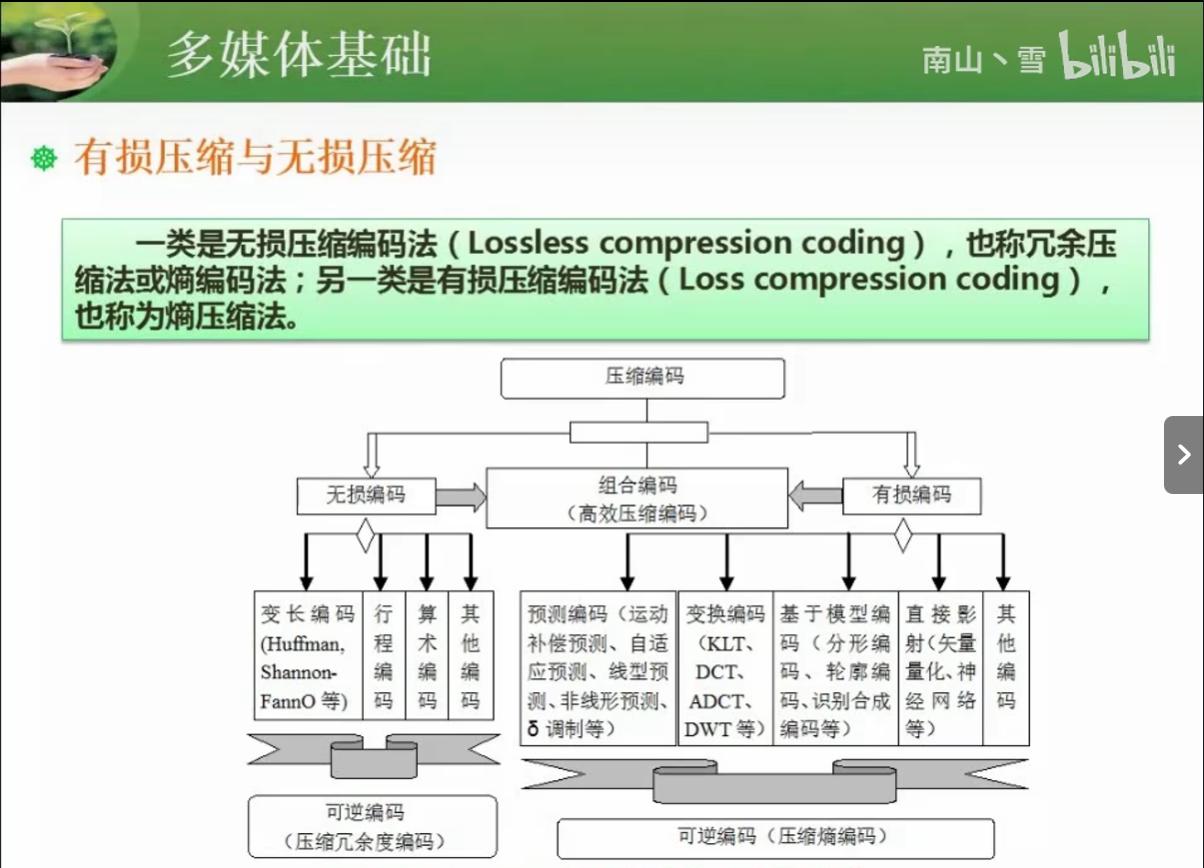 多媒体基础
南山丶雪 bilibili
有损压缩与无损压缩
一类是无损压缩编码法（Lossless compression coding），也称冗余压
缩法或熵编码法；另一类是有损压缩编码法（Loss compression coding），
也称为熵压缩法。
压缩编码
无损编码
组合编码
（高效压缩编码）
有损编码
变长编码
(Huffman,
Shannon-
FannO 等)
行
程
编
码
算
术
编
码
其
他
编
码
预测编码（运动
补偿预测、自适
应预测、线型预
测、非线形预测、
δ 调制等）
变换编码
（KLT、
DCT、
ADCT、
DWT 等）
基于模型编
码（分形编
码、轮廓编
码、识别合成
编码等）
直接影
射（矢量
量化、神
经网络
等）
其
他
编
码
可逆编码
（压缩冗余度编码）
可逆编码（压缩熵编码）